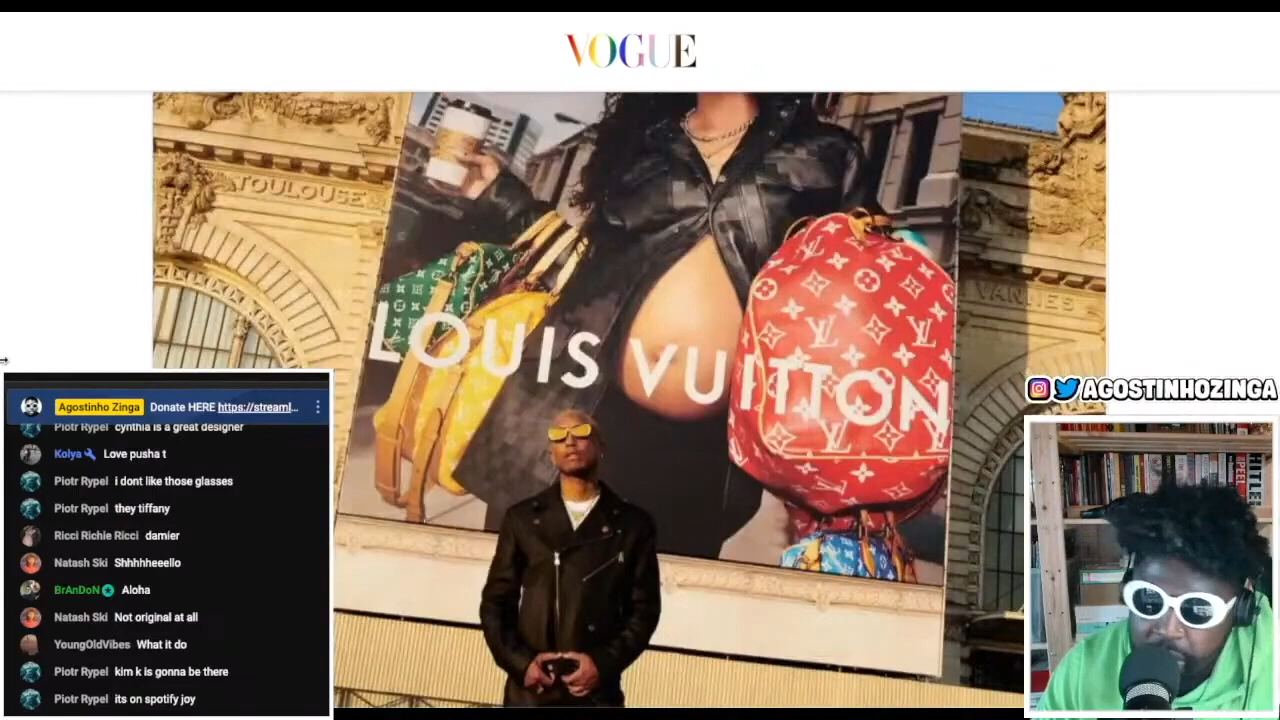 VOGUE
TOULOUSE
VANNES
LOUIS VUITTON
AGOSTINHOZINGA
Agostinho Zinga Donate HERE https://streaml...
Piotr Rypel cynthia is a great designer
Kolya Love pusha t
Piotr Rypel i dont like those glasses
Piotr Rypel they tiffany
Ricci Richie Ricci damier
Natash Ski Shhhhheeello
BrAnDoN Aloha
Natash Ski Not original at all
YoungOldVibes What it do
Piotr Rypel kim k is gonna be there
Piotr Rypel its on spotify joy
HITLER